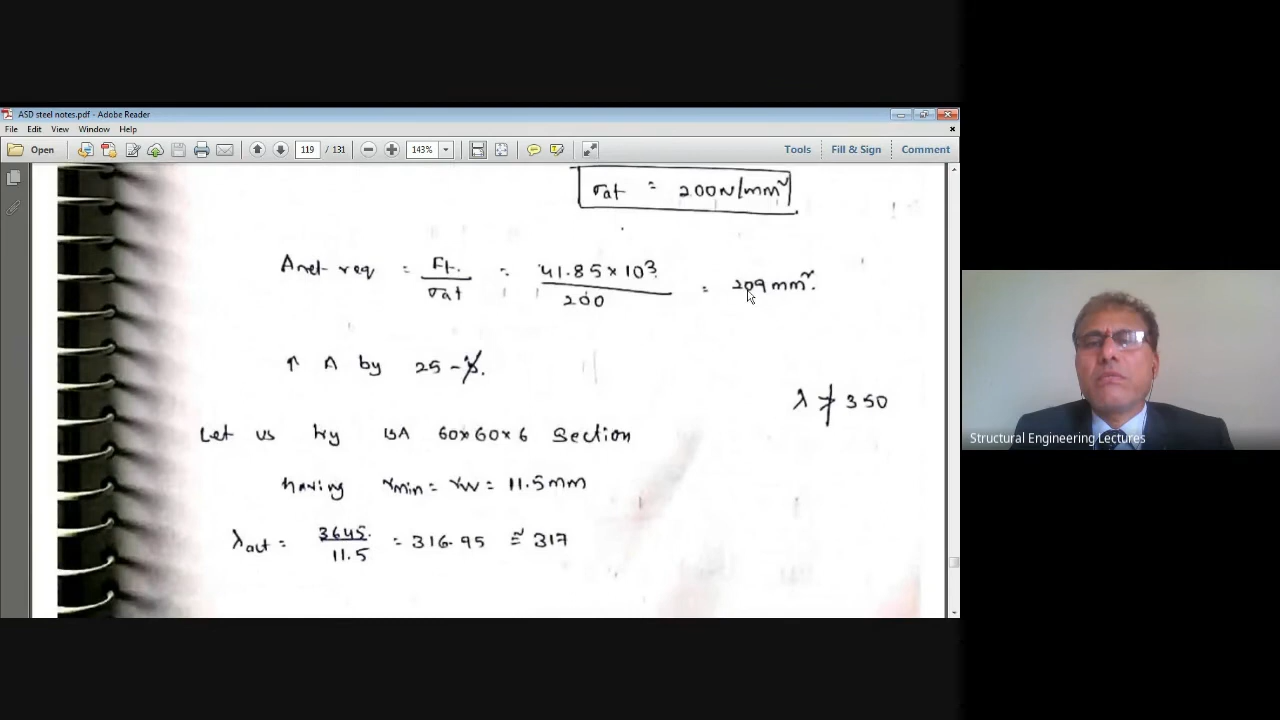 ASD steel notes.pdf - Adobe Reader
File Edit View Window Help
Open 119 / 131 143% Tools Fill & Sign Comment
σat = 200N/mm²
Anet req = Ft. / σat = 41.85 × 10³ / 200 = 209 mm².
↑ A by 25 %.
λ ≯ 350
Let us try ISA 60×60×6 Section
having rmin = rvv = 11.5mm
λact = 3645 / 11.5 = 316.95 ≅ 317
Structural Engineering Lectures